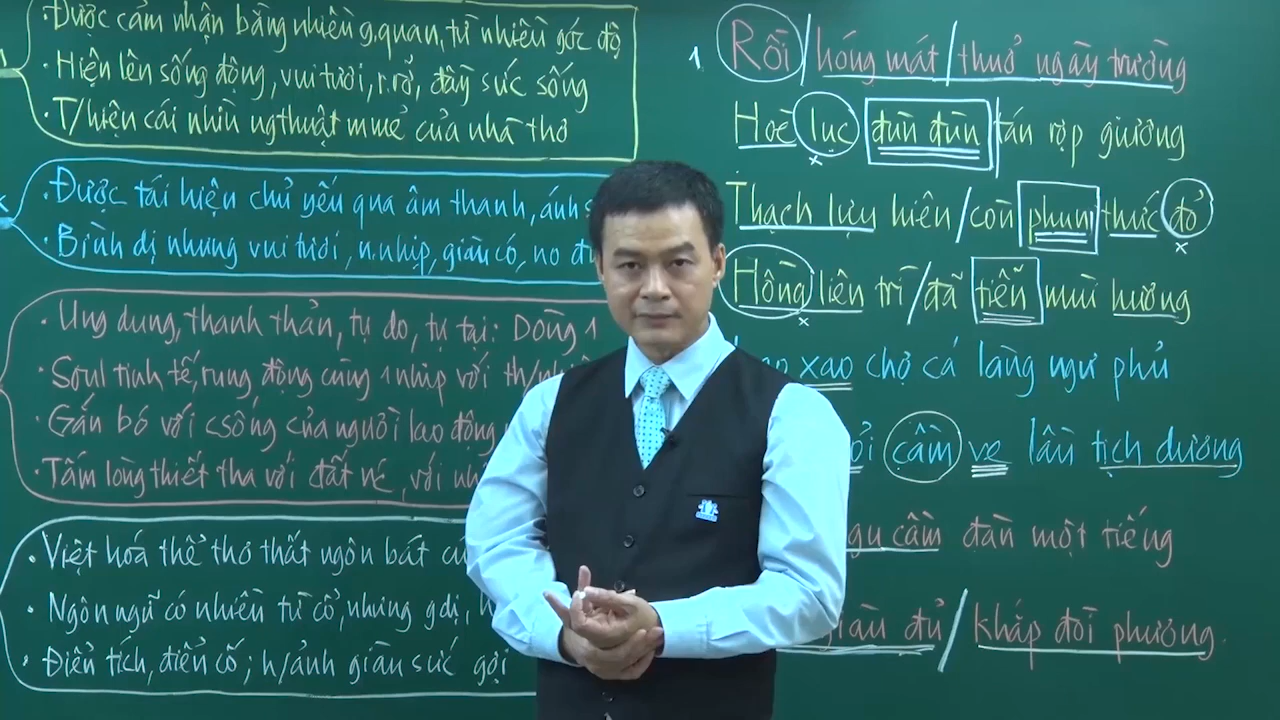 Được cảm nhận bằng nhiều g.quan, từ nhiều góc độ
Hiện lên sống động, vui tươi, r.rỡ, đầy sức sống
T/hiện cái nhìn ng thuật m mẻ của nhà thơ
Được tái hiện chủ yếu qua âm thanh, ánh
Bình dị nhưng vui tươi, n.nhịp, giàu có, no
Ung dung, thanh thản, tự do, tự tại: Dòng 1
Soul tinh tế, rung động cùng 1 nhịp với
Gắn bó với csống của người lao động
Tấm lòng thiết tha với đất nc, với
Việt hoá thể thơ thất ngôn bát
Ngôn ngữ có nhiều từ cổ, nhưng g.dị,
Điển tích, điển cố; h/ảnh giàu sức gợi
1. Rồi / hóng mát / thuở ngày trường
Hoè lục đùn đùn tán rợp giương
Thạch lựu hiên / còn phun thức đỏ
Hồng liên trì / đã tiễn mùi hương
xao chợ cá làng ngư phủ
cầm ve lầu tịch dương
cầm đàn một tiếng
giàu đủ / khắp đòi phương.